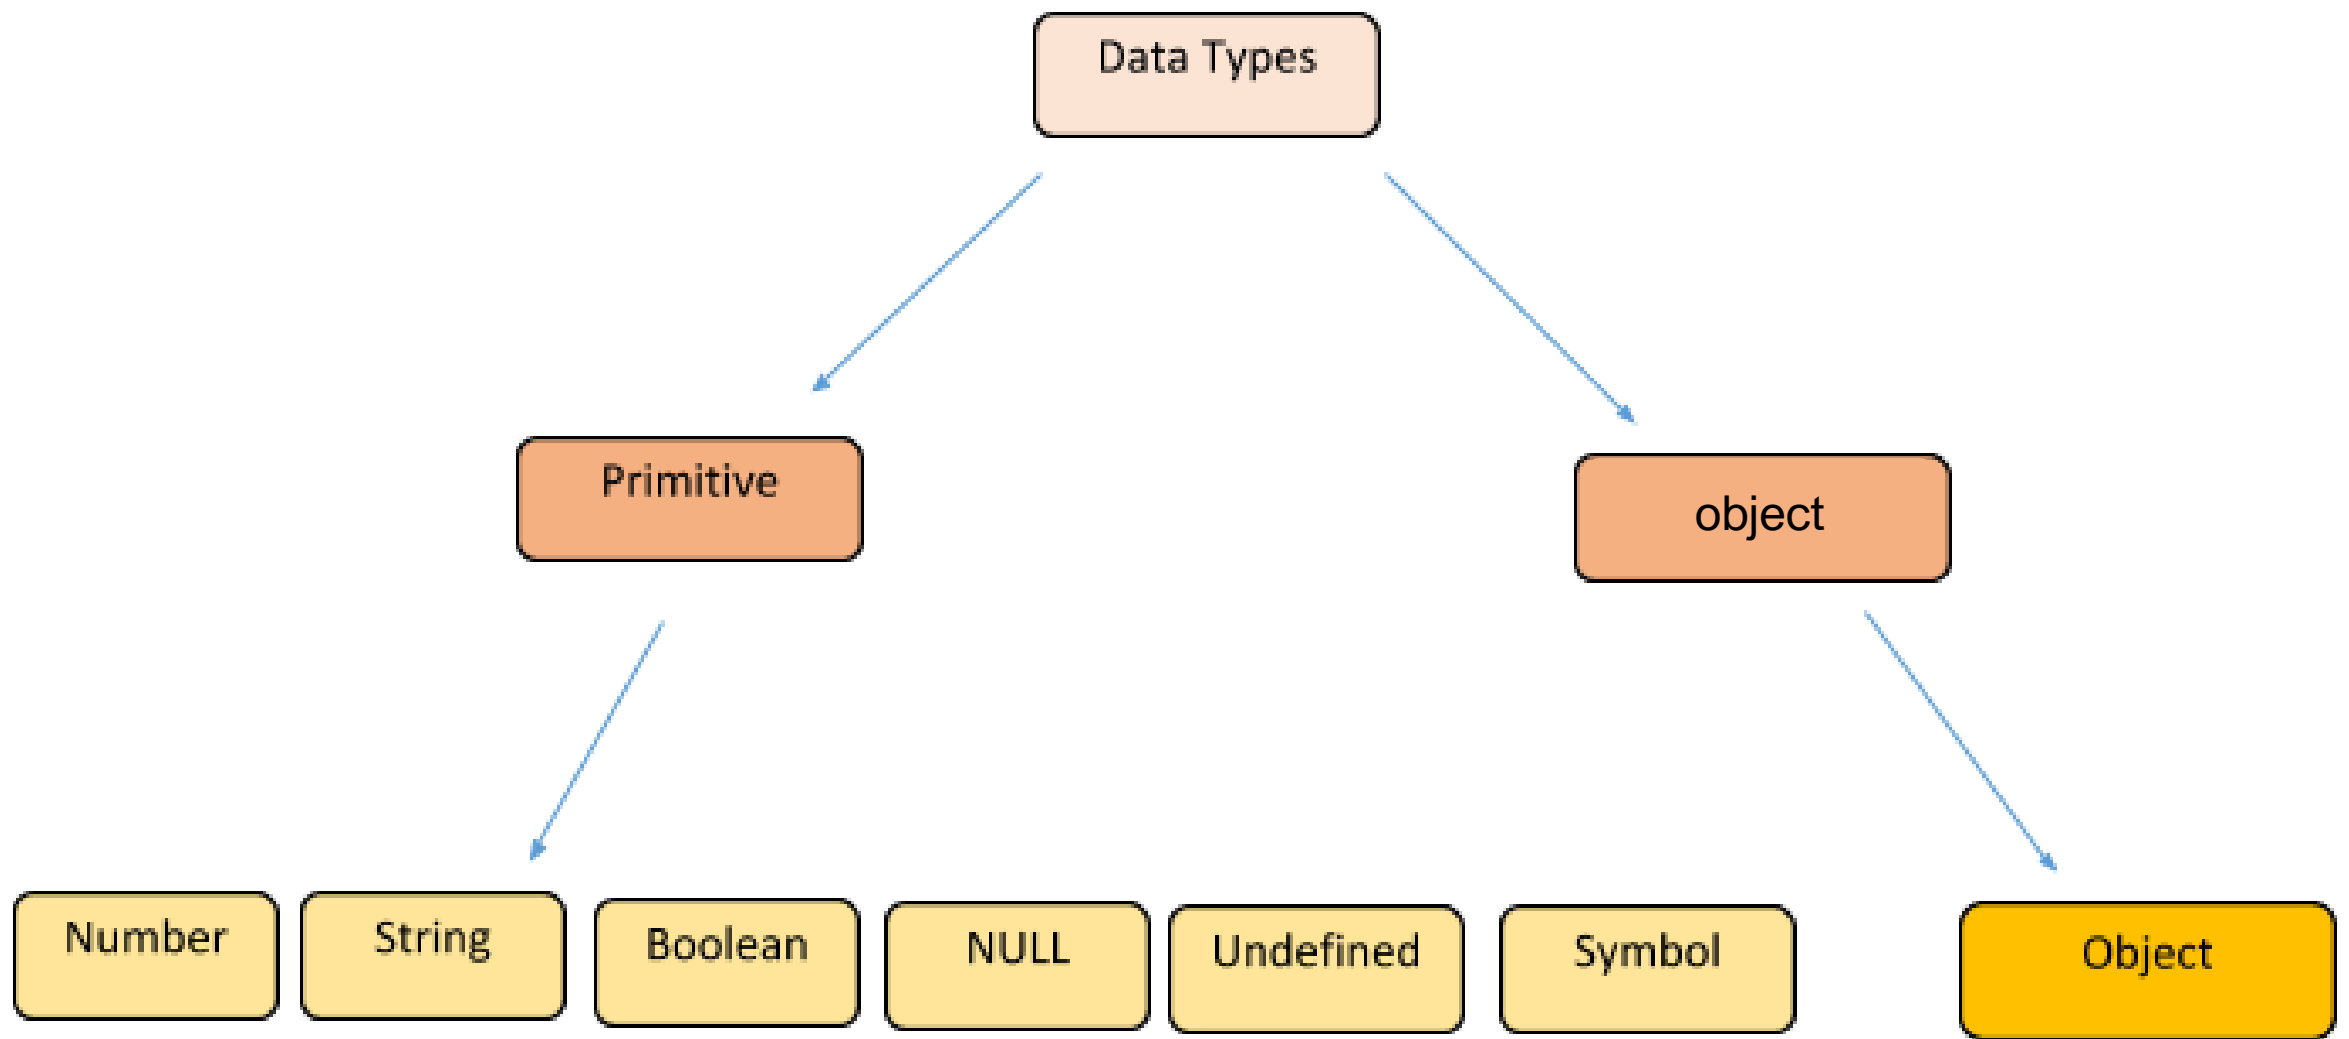 Data Types
Primitive
object
Number
String
Boolean
NULL
Undefined
Symbol
Object